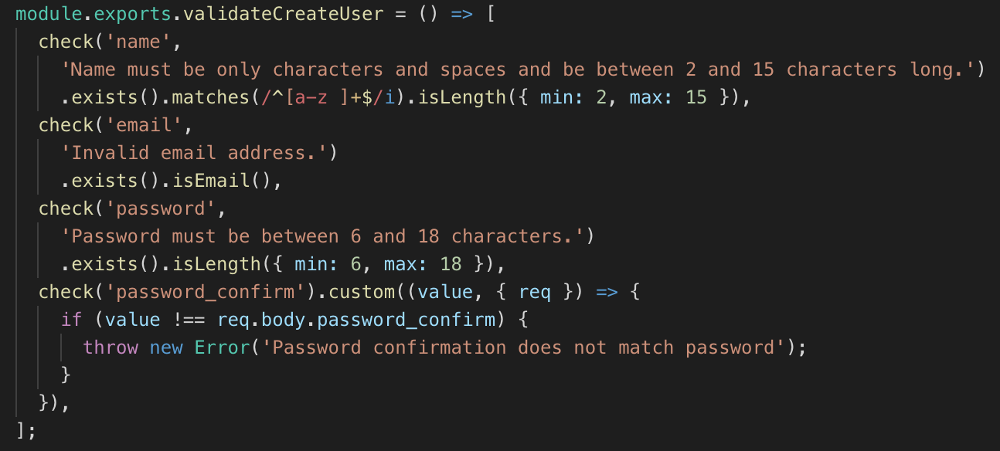 module.exports.validateCreateUser = () => [
  check('name',
    'Name must be only characters and spaces and be between 2 and 15 characters long.')
    .exists().matches(/^[a-z ]+$/i).isLength({ min: 2, max: 15 }),
  check('email',
    'Invalid email address.')
    .exists().isEmail(),
  check('password',
    'Password must be between 6 and 18 characters.')
    .exists().isLength({ min: 6, max: 18 }),
  check('password_confirm').custom((value, { req }) => {
    if (value !== req.body.password_confirm) {
      throw new Error('Password confirmation does not match password');
    }
  }),
];